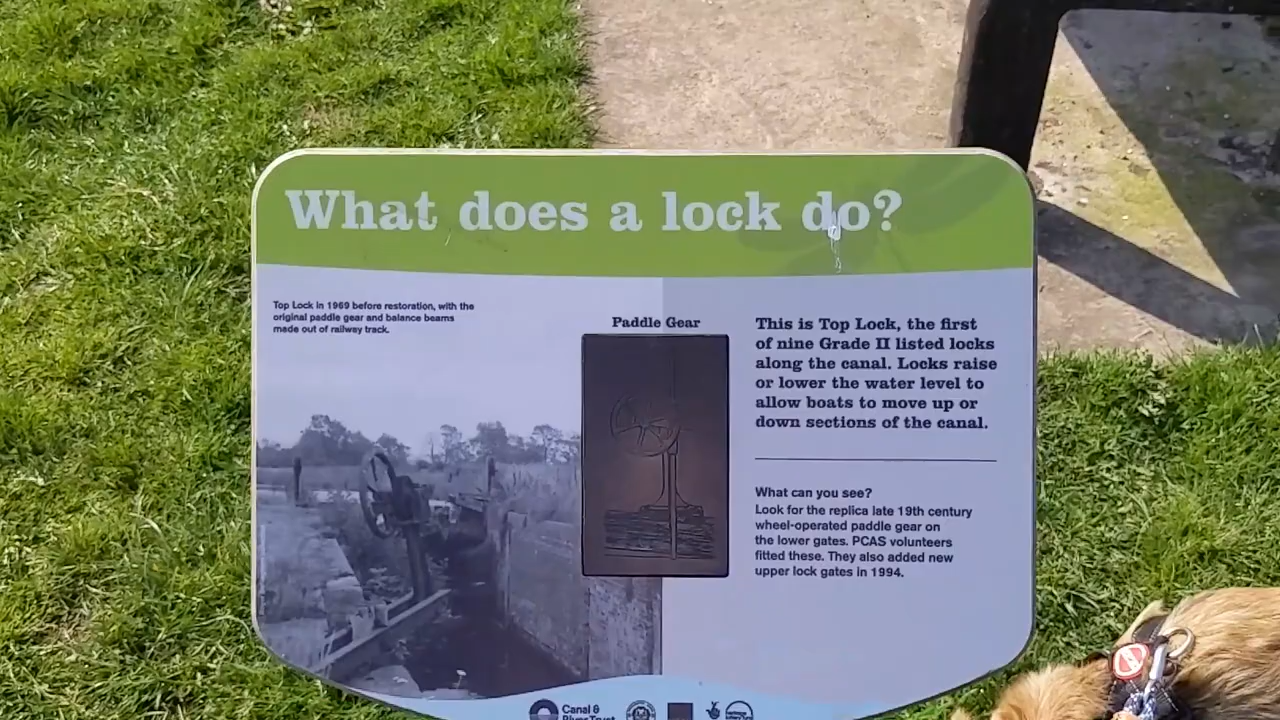 What does a lock do?
Top Lock in 1969 before restoration, with the
original paddle gear and balance beams
made out of railway track.
Paddle Gear
This is Top Lock, the first
of nine Grade II listed locks
along the canal. Locks raise
or lower the water level to
allow boats to move up or
down sections of the canal.
What can you see?
Look for the replica late 19th century
wheel-operated paddle gear on
the lower gates. PCAS volunteers
fitted these. They also added new
upper lock gates in 1994.
Canal &
River Trust